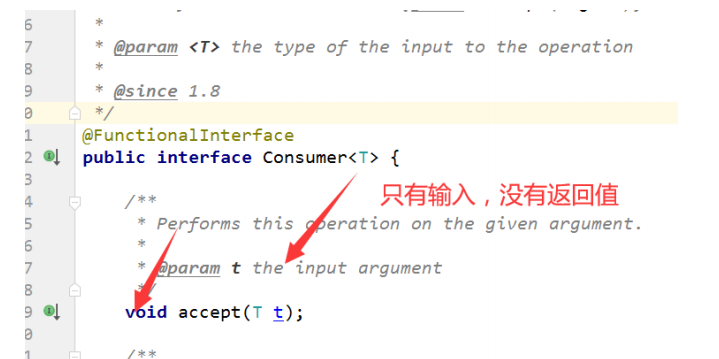 6 *
7 * @param <T> the type of the input to the operation
8 *
9 * @since 1.8
0 */
1 @FunctionalInterface
2 public interface Consumer<T> {
3
4 /**
只有输入，没有返回值
5 * Performs this operation on the given argument.
6 *
7 * @param t the input argument
8 */
9 void accept(T t);
0
1 /**